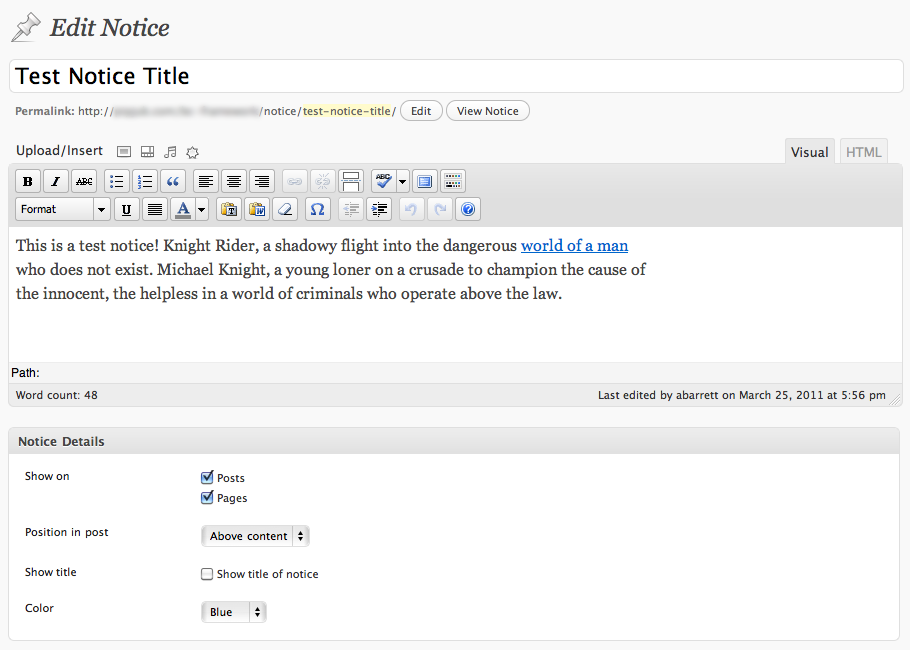 Edit Notice
Test Notice Title
Permalink: http:// /notice/test-notice-title/ Edit View Notice
Upload/Insert Visual HTML
B I ABC ABC
Format U A T W Ω ?
This is a test notice! Knight Rider, a shadowy flight into the dangerous world of a man
who does not exist. Michael Knight, a young loner on a crusade to champion the cause of
the innocent, the helpless in a world of criminals who operate above the law.
Path:
Word count: 48 Last edited by abarrett on March 25, 2011 at 5:56 pm
Notice Details
Show on Posts
Pages
Position in post Above content
Show title Show title of notice
Color Blue